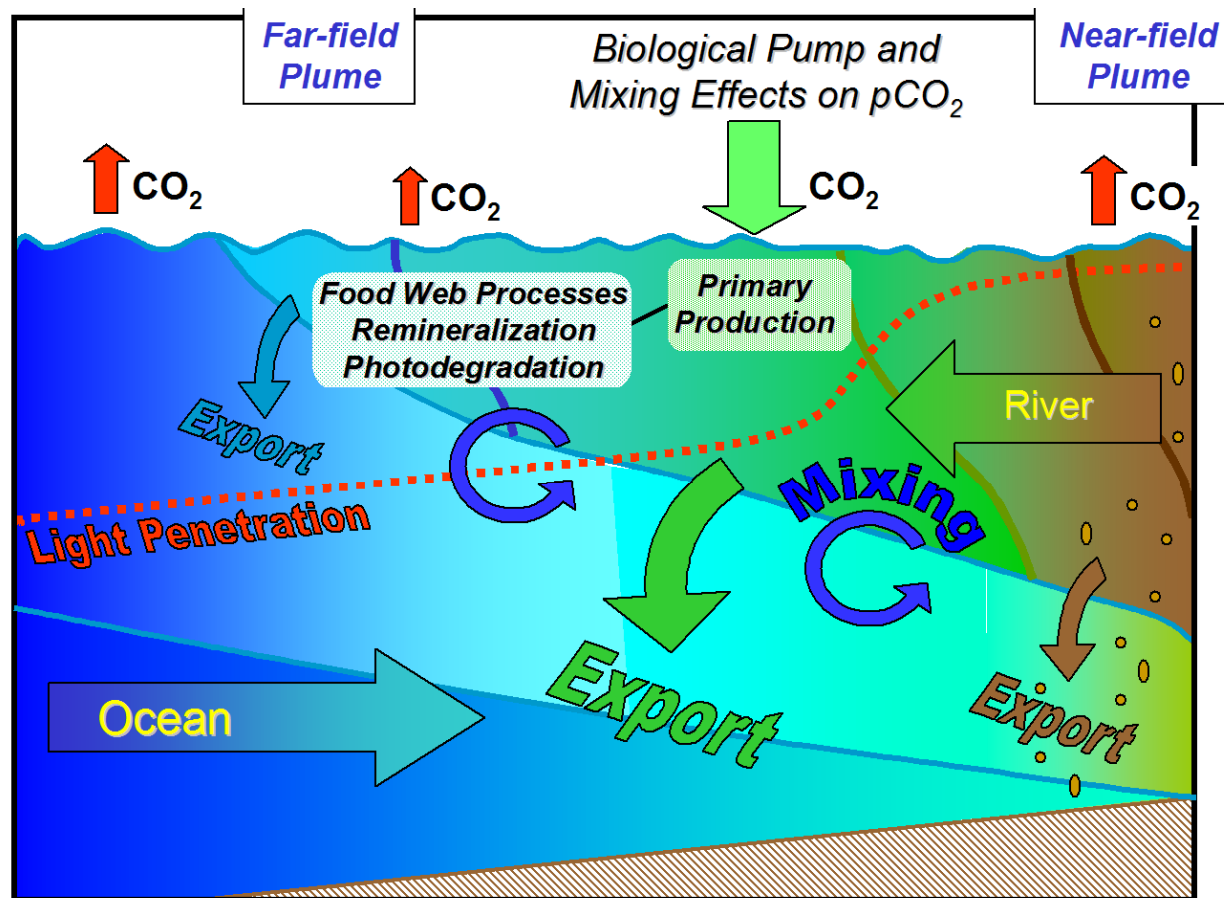 Far-field
Plume
Biological Pump and
Mixing Effects on pCO₂
Near-field
Plume
CO₂
CO₂
CO₂
CO₂
Food Web Processes
Remineralization
Photodegradation
Primary
Production
River
Export
Mixing
Light Penetration
Export
Export
Ocean